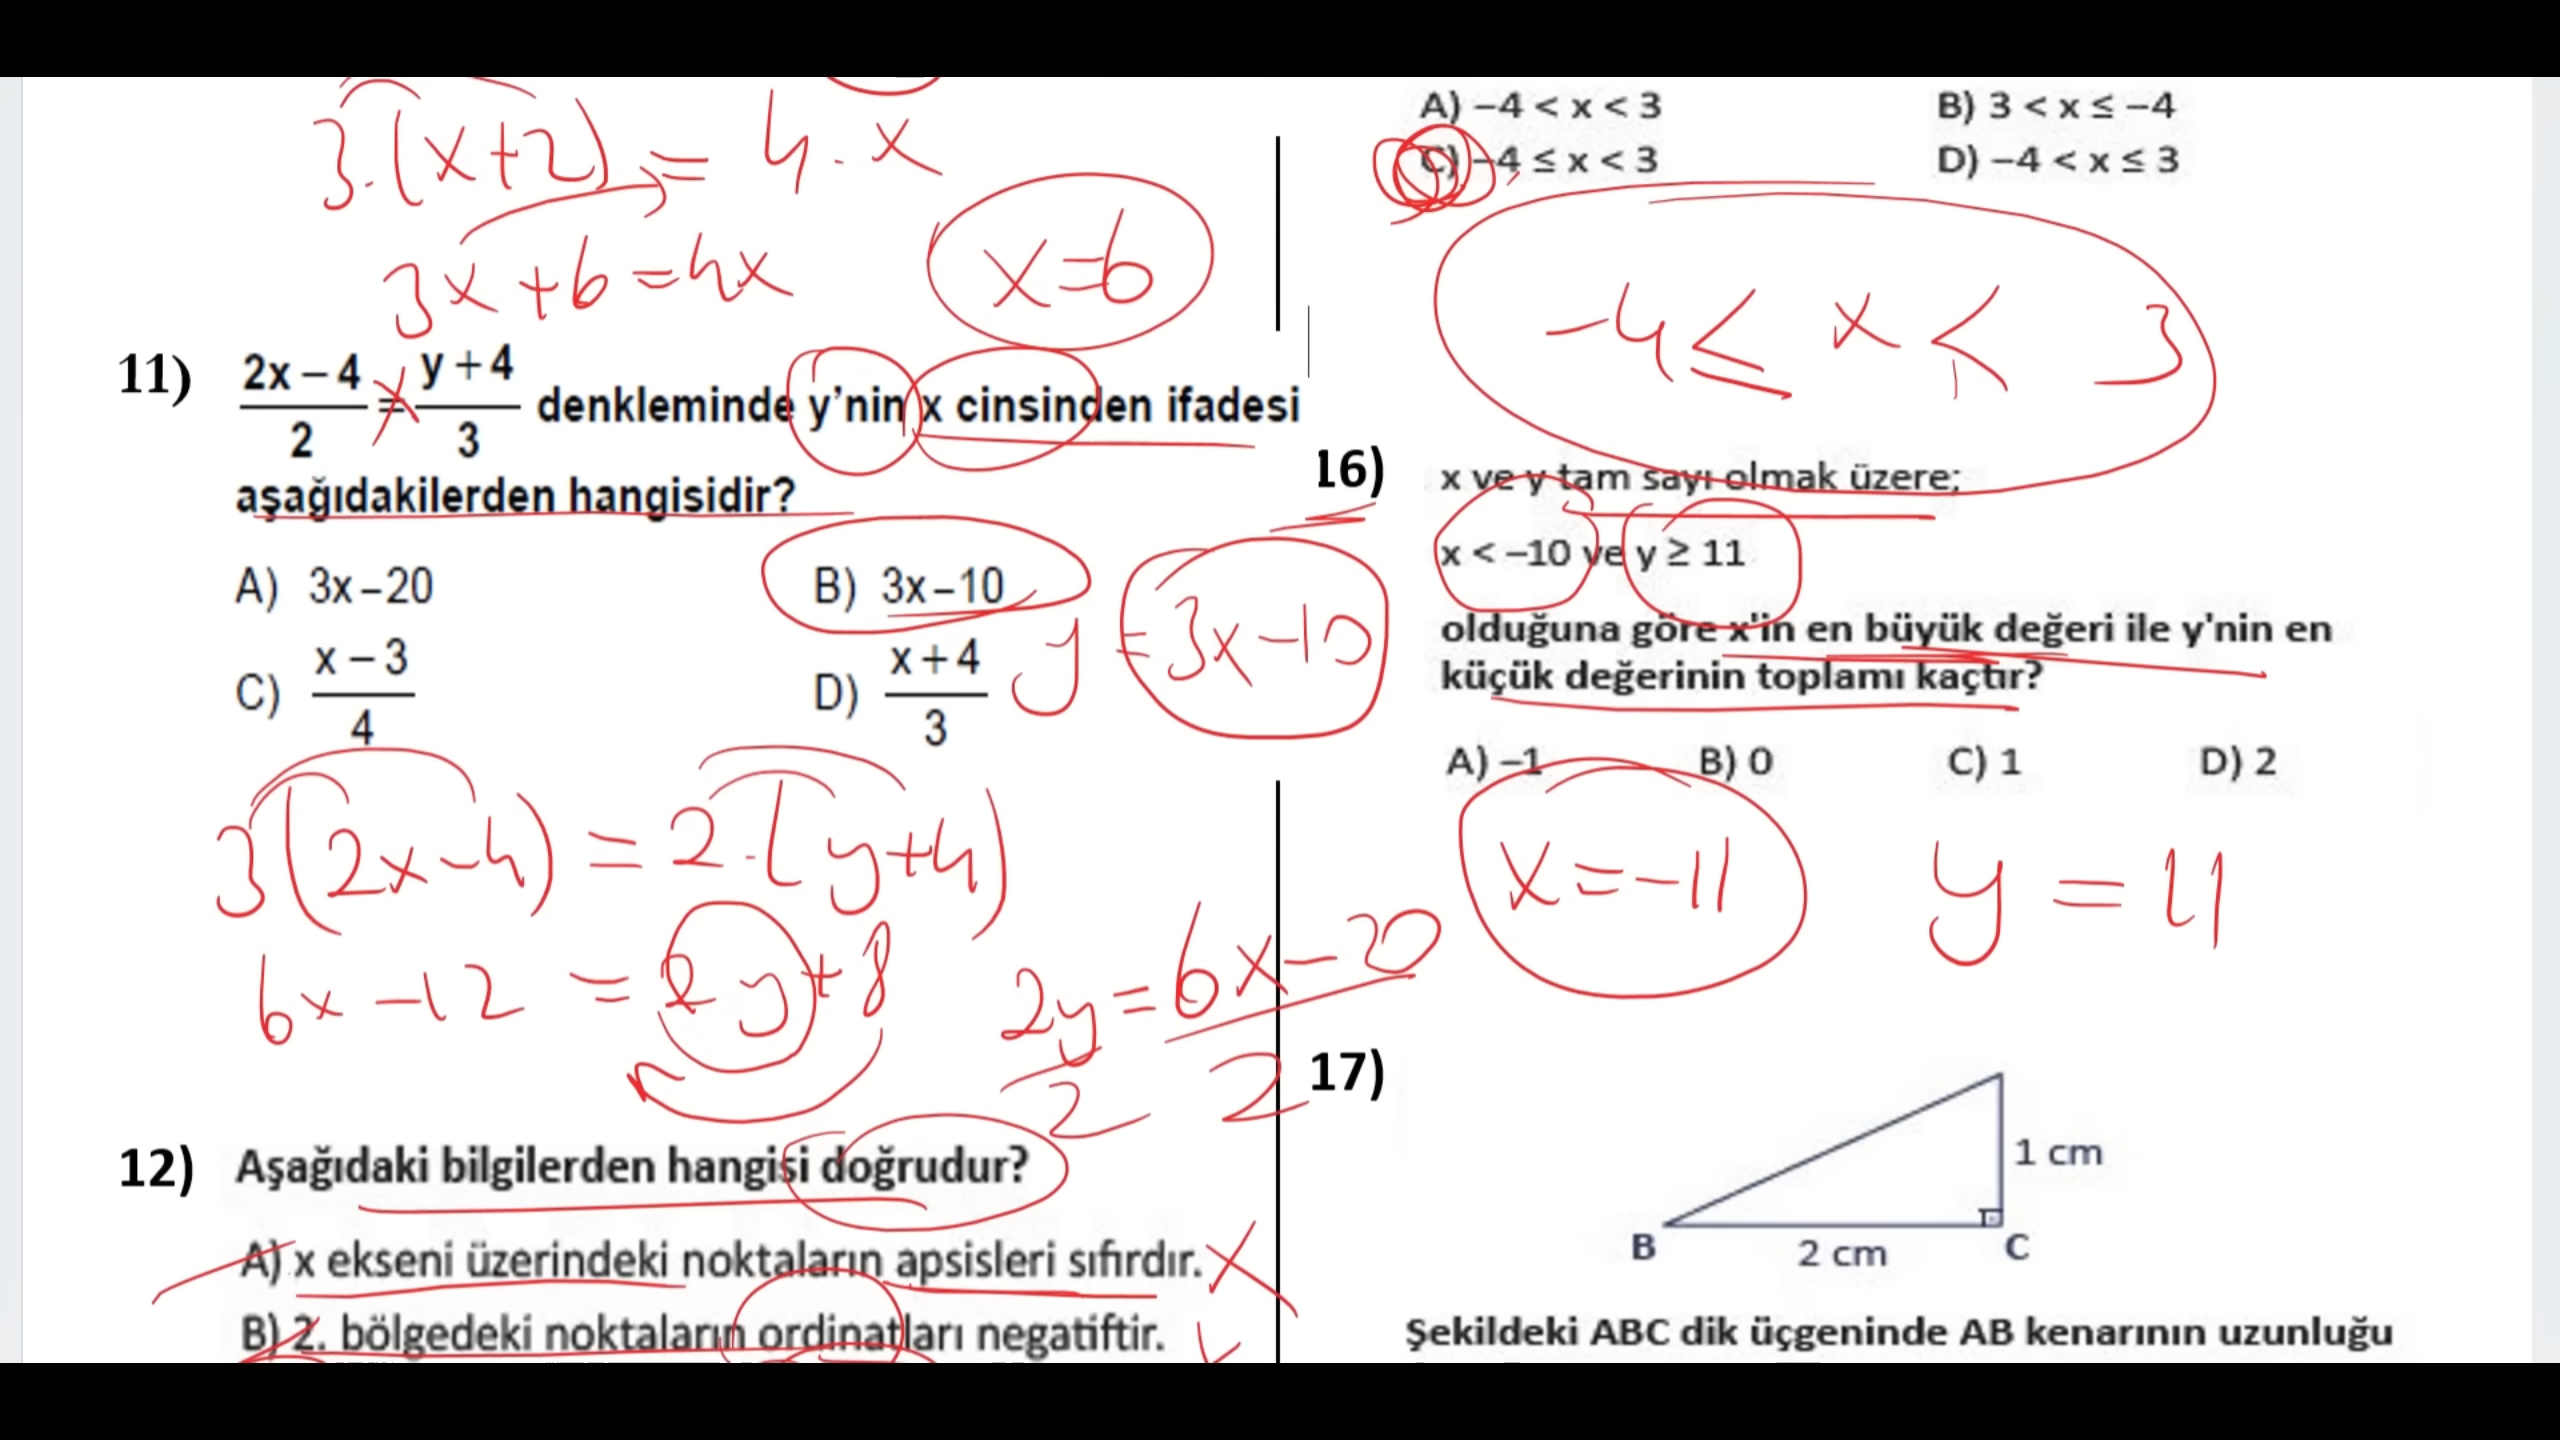 3.(x+2) = 4.x
3x+6=4x
x=6
11) 2x – 4 / 2 = y + 4 / 3 denkleminde y'nin x cinsinden ifadesi
aşağıdakilerden hangisidir?
A) 3x–20 B) 3x–10
C) x – 3 / 4 D) x + 4 / 3
y = 3x–10
3(2x–4) = 2.(y+4)
6x –12 = 2y+8
2y = 6x–20
2 2
12) Aşağıdaki bilgilerden hangisi doğrudur?
A) x ekseni üzerindeki noktaların apsisleri sıfırdır.
B) 2. bölgedeki noktaların ordinatları negatiftir.
A) –4 < x < 3 B) 3 < x ≤ –4
C) –4 ≤ x < 3 D) –4 < x ≤ 3
–4 ≤ x < 3
16) x ve y tam sayı olmak üzere;
x < –10 ve y ≥ 11
olduğuna göre x'in en büyük değeri ile y'nin en
küçük değerinin toplamı kaçtır?
A) –1 B) 0 C) 1 D) 2
x = –11 y = 11
17)
1 cm
B 2 cm C
Şekildeki ABC dik üçgeninde AB kenarının uzunluğu